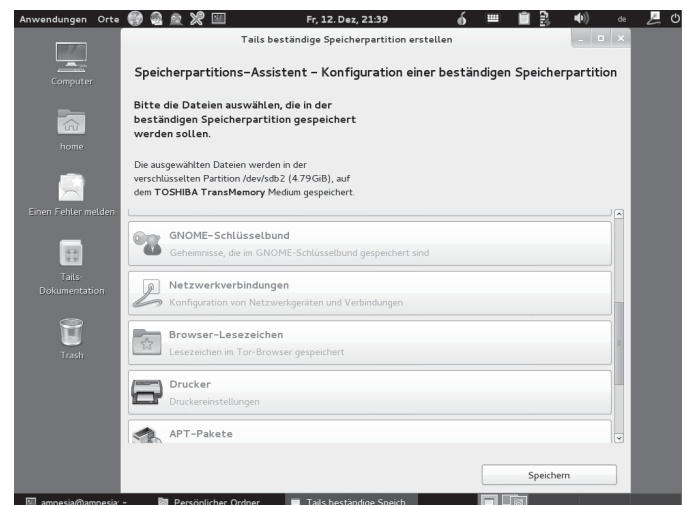 Anwendungen Orte Fr, 12. Dez, 21:39 de
Tails beständige Speicherpartition erstellen
Computer
home
Einen Fehler melden
Tails-
Dokumentation
Trash
Speicherpartitions-Assistent - Konfiguration einer beständigen Speicherpartition
Bitte die Dateien auswählen, die in der
beständigen Speicherpartition gespeichert
werden sollen.
Die ausgewählten Dateien werden in der
verschlüsselten Partition /dev/sdb2 (4.79GiB), auf
dem TOSHIBA TransMemory Medium gespeichert.
GNOME-Schlüsselbund
Geheimnisse, die im GNOME-Schlüsselbund gespeichert sind
Netzwerkverbindungen
Konfiguration von Netzwerkgeräten und Verbindungen
Browser-Lesezeichen
Lesezeichen im Tor-Browser gespeichert
Drucker
Druckereinstellungen
APT-Pakete
Speichern
amnesia@amnesia: ~ Persönlicher Ordner Tails beständige Speich